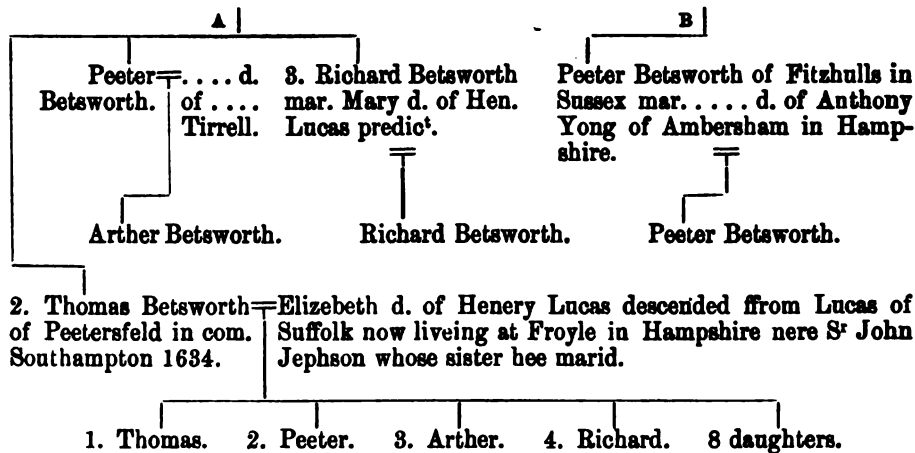 A B
Peeter=....d. of .... Tirrell.
Betsworth.
3. Richard Betsworth
mar. Mary d. of Hen.
Lucas predicᵗ.
Peeter Betsworth of Fitzhulls in
Sussex mar.....d. of Anthony
Yong of Ambersham in Hamp-
shire.
Arther Betsworth. Richard Betsworth. Peeter Betsworth.
2. Thomas Betsworth=
of Peetersfeld in com.
Southampton 1634.
Elizebeth d. of Henery Lucas descended ffrom Lucas of
Suffolk now liveing at Froyle in Hampshire nere Sʳ John
Jephson whose sister hee marid.
1. Thomas. 2. Peeter. 3. Arther. 4. Richard. 8 daughters.